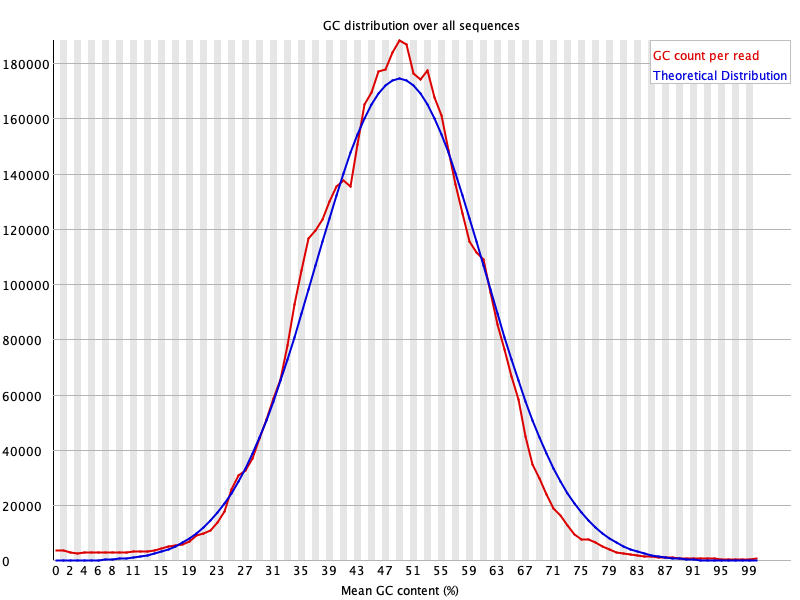 GC distribution over all sequences
GC count per read
Theoretical Distribution
180000
160000
140000
120000
100000
80000
60000
40000
20000
0
0 2 4 6 8 11 15 19 23 27 31 35 39 43 47 51 55 59 63 67 71 75 79 83 87 91 95 99
Mean GC content (%)